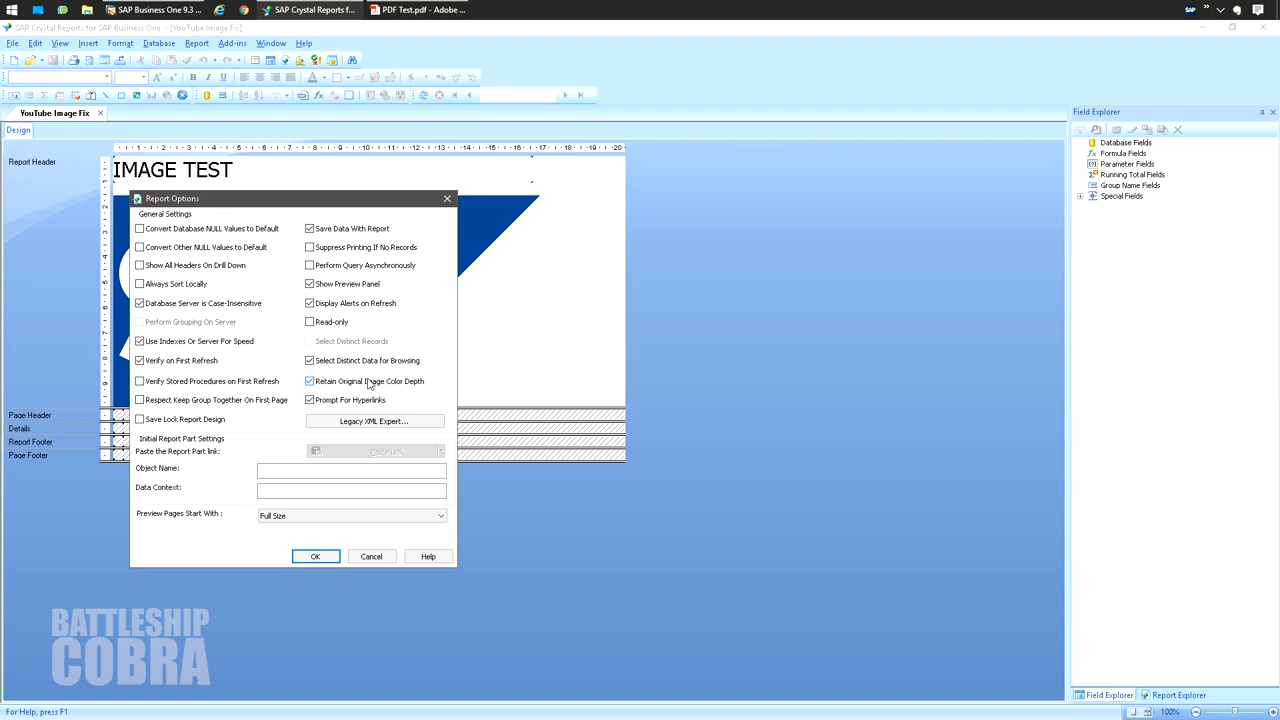 SAP Business One 9.3 ...
SAP Crystal Reports f...
PDF Test.pdf - Adobe ...
SAP
SAP Crystal Reports for SAP Business One - [YouTube Image Fix]
File Edit View Insert Format Database Report Add-ins Window Help
YouTube Image Fix
Design
Report Header
IMAGE TEST
Report Options
General Settings
Convert Database NULL Values to Default
Save Data With Report
Convert Other NULL Values to Default
Suppress Printing If No Records
Show All Headers On Drill Down
Perform Query Asynchronously
Always Sort Locally
Show Preview Panel
Database Server is Case-Insensitive
Display Alerts on Refresh
Perform Grouping On Server
Read-only
Use Indexes Or Server For Speed
Select Distinct Records
Verify on First Refresh
Select Distinct Data for Browsing
Verify Stored Procedures on First Refresh
Retain Original Image Color Depth
Respect Keep Group Together On First Page
Prompt For Hyperlinks
Save Lock Report Design
Legacy XML Expert...
Initial Report Part Settings
Paste the Report Part link:
Paste Link
Object Name:
Data Context:
Preview Pages Start With :
Full Size
OK
Cancel
Help
Page Header
Details
Report Footer
Page Footer
Field Explorer
Database Fields
Formula Fields
Parameter Fields
Running Total Fields
Group Name Fields
Special Fields
BATTLESHIP
COBRA
Field Explorer
Report Explorer
For Help, press F1
100%